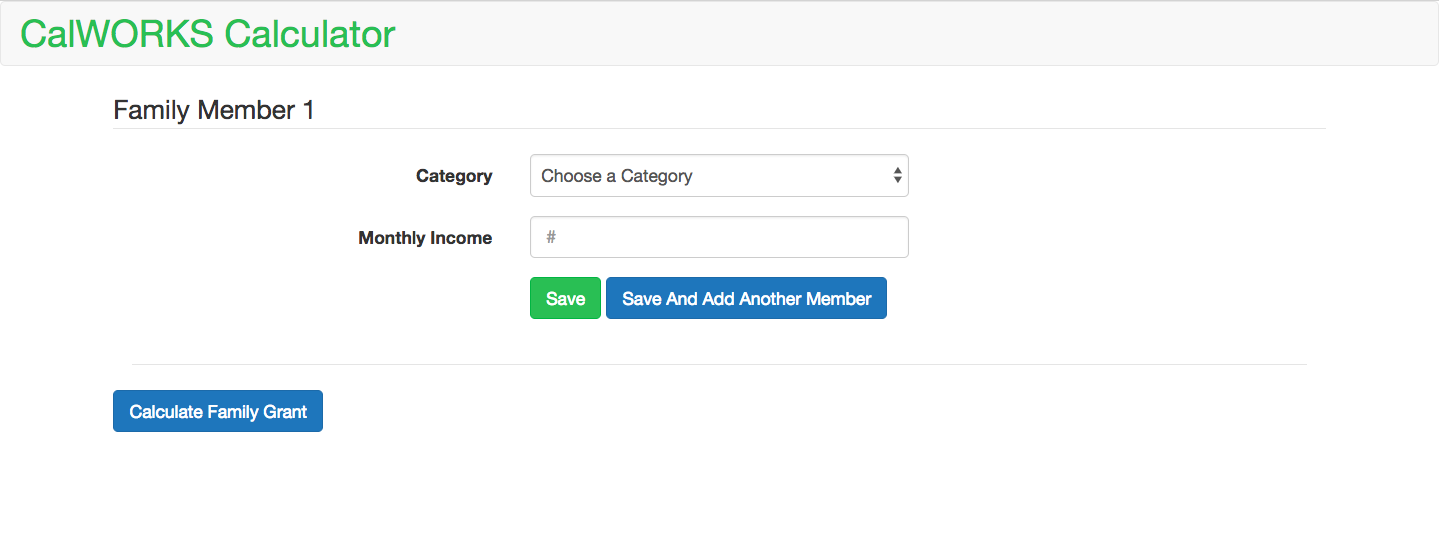 CalWORKS Calculator
Family Member 1
Category Choose a Category
Monthly Income #
Save Save And Add Another Member
Calculate Family Grant